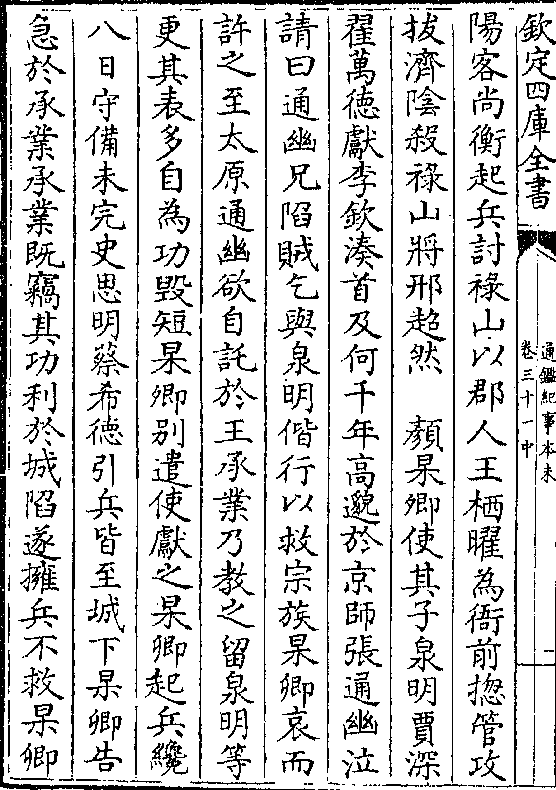 欽定四庫全書
通鑑紀事本末
卷三十一中
一
陽客尚衡起兵討祿山以郡人王栖曜為衙前揔管攻
拔濟陰殺祿山將邢超然　顏杲卿使其子泉明賈深
翟萬徳獻李欽湊首及何千年高邈於京師張通幽泣
請曰通幽兄陷賊乞與泉明偕行以救宗族杲卿哀而
許之至太原通幽欲自託於王承業乃教之留泉明等
更其表多自為功毀短杲卿别遣使獻之杲卿起兵纔
八日守備未完史思明蔡希徳引兵皆至城下杲卿告
急於承業承業既竊其功利於城陷遂擁兵不救杲卿